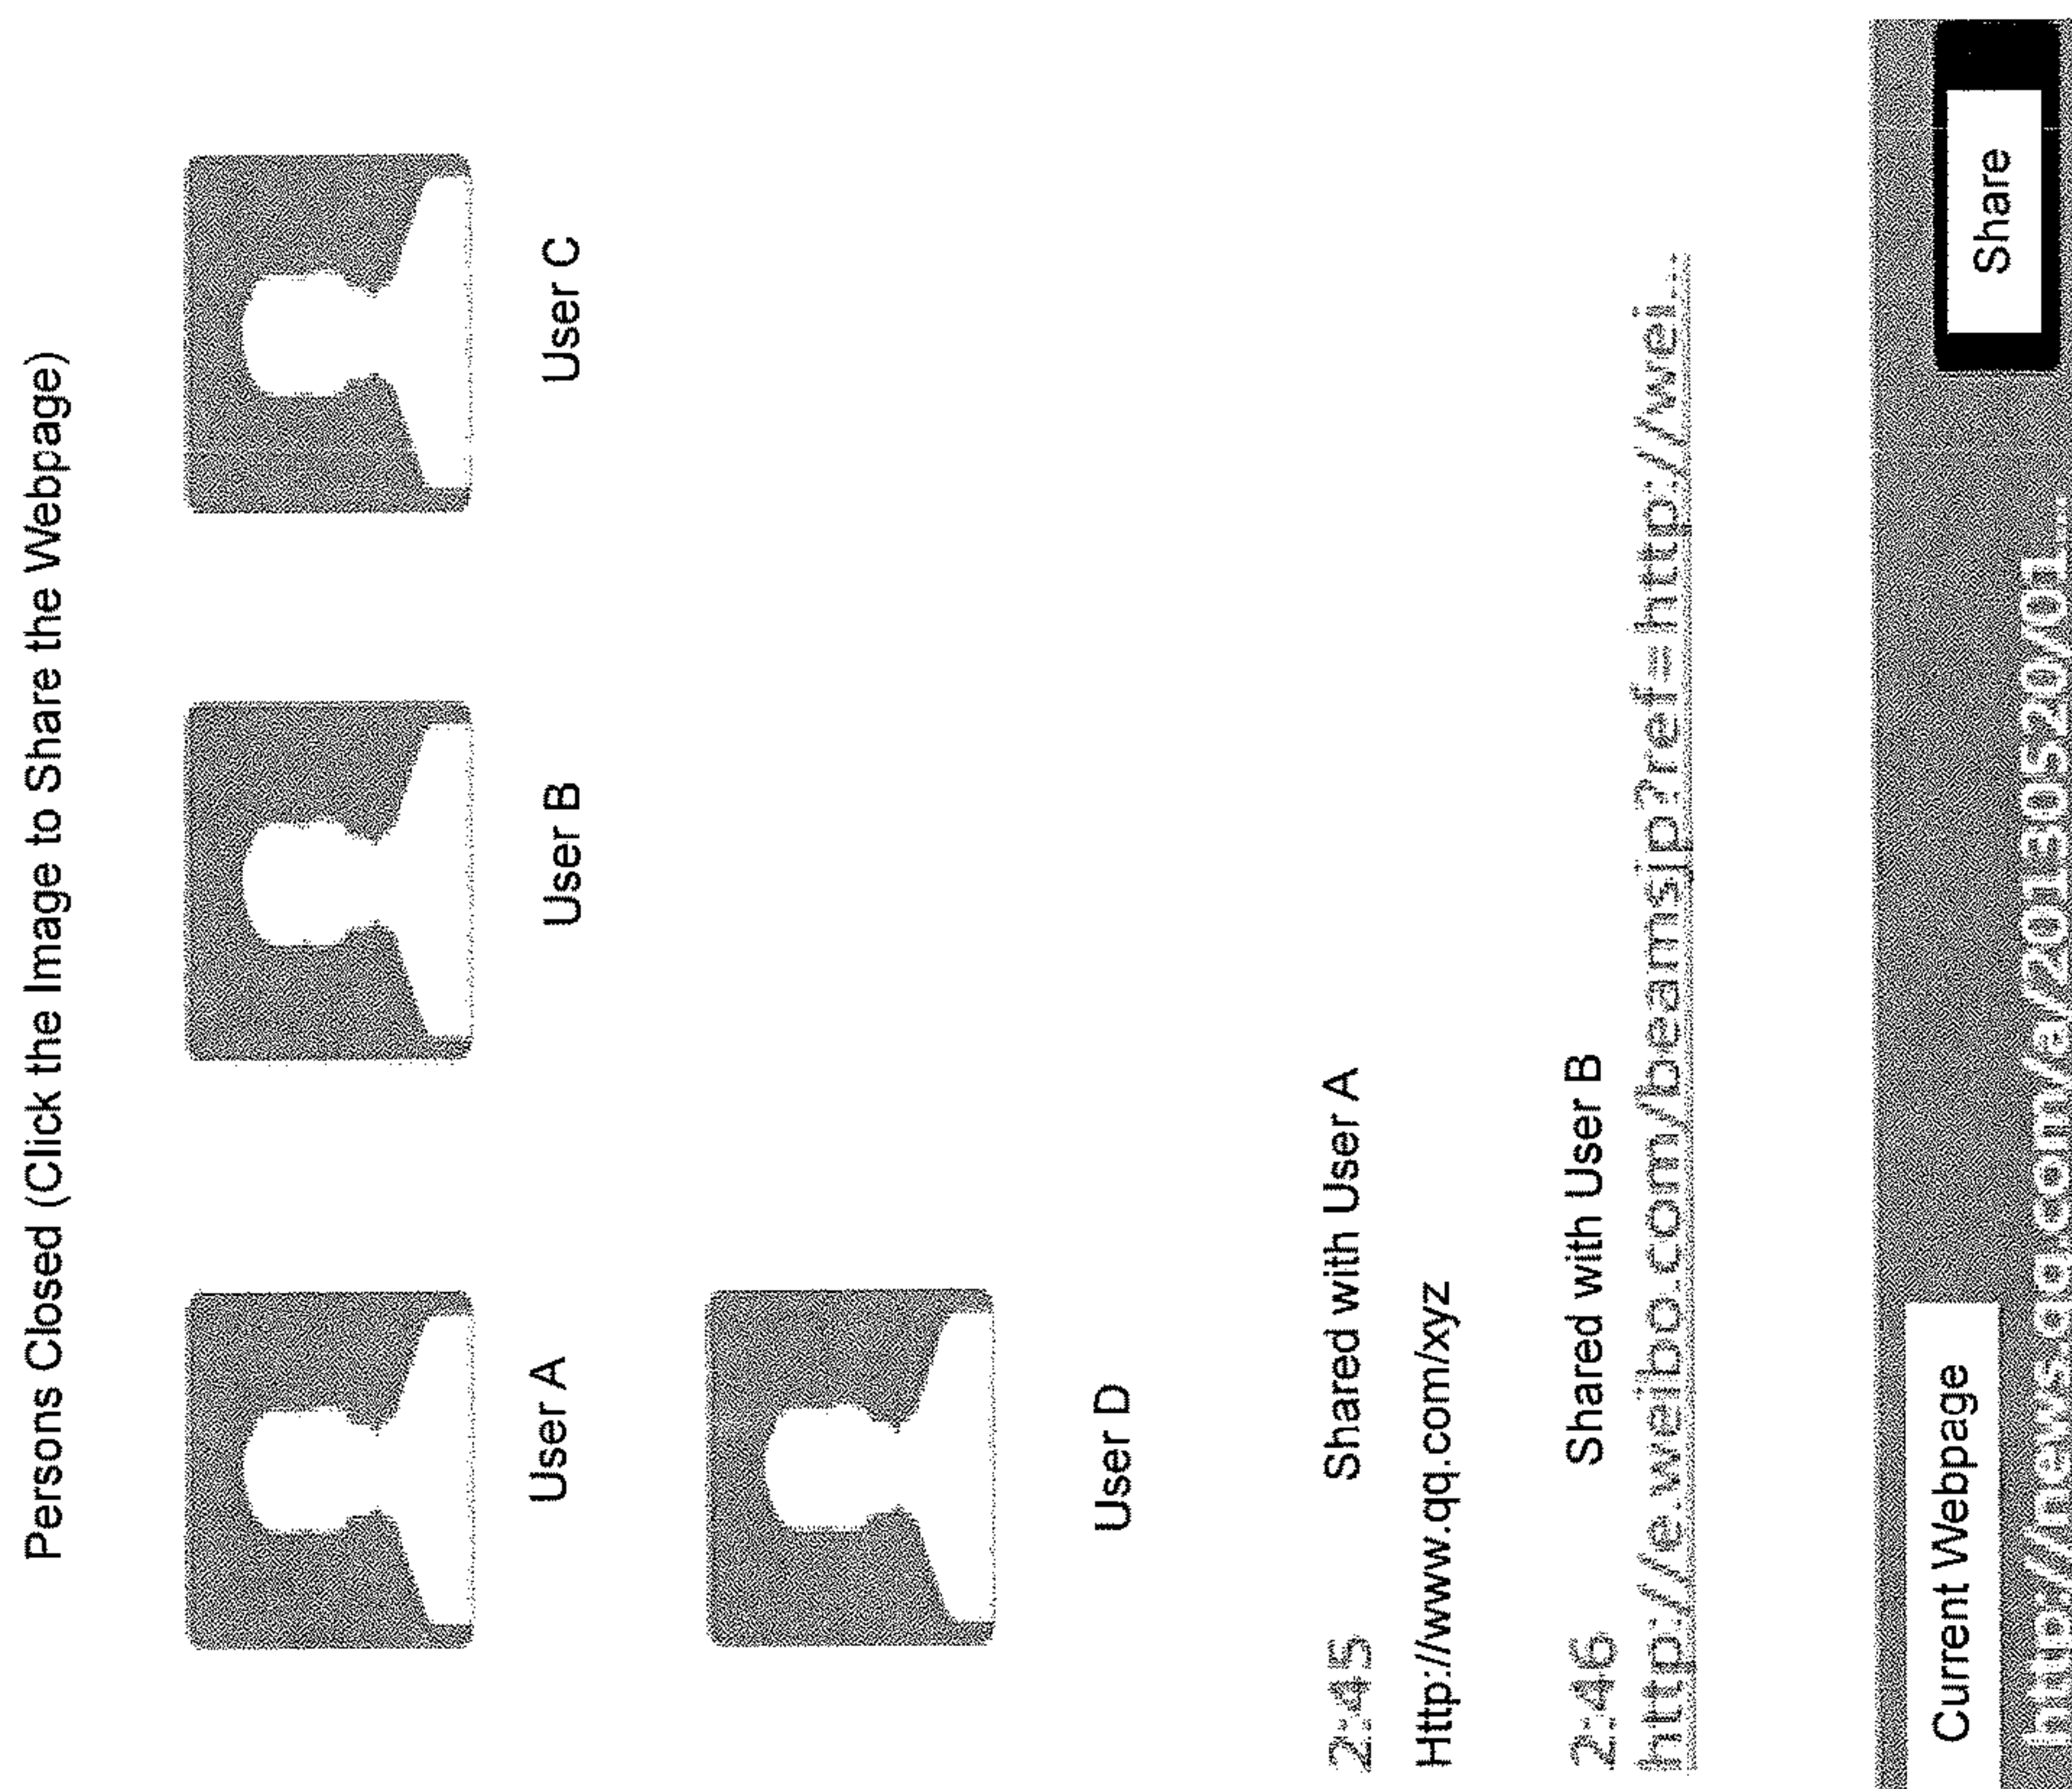 Persons Closed (Click the Image to Share the Webpage)
User A
User B
User C
User D
2:45 Shared with User A
Http://www.qq.com/xyz
2:46 Shared with User B
http://e.weibo.com/beamsjp?ref=http://wei...
Current Webpage
Share
http://news.qq.com/a/20130520/01...